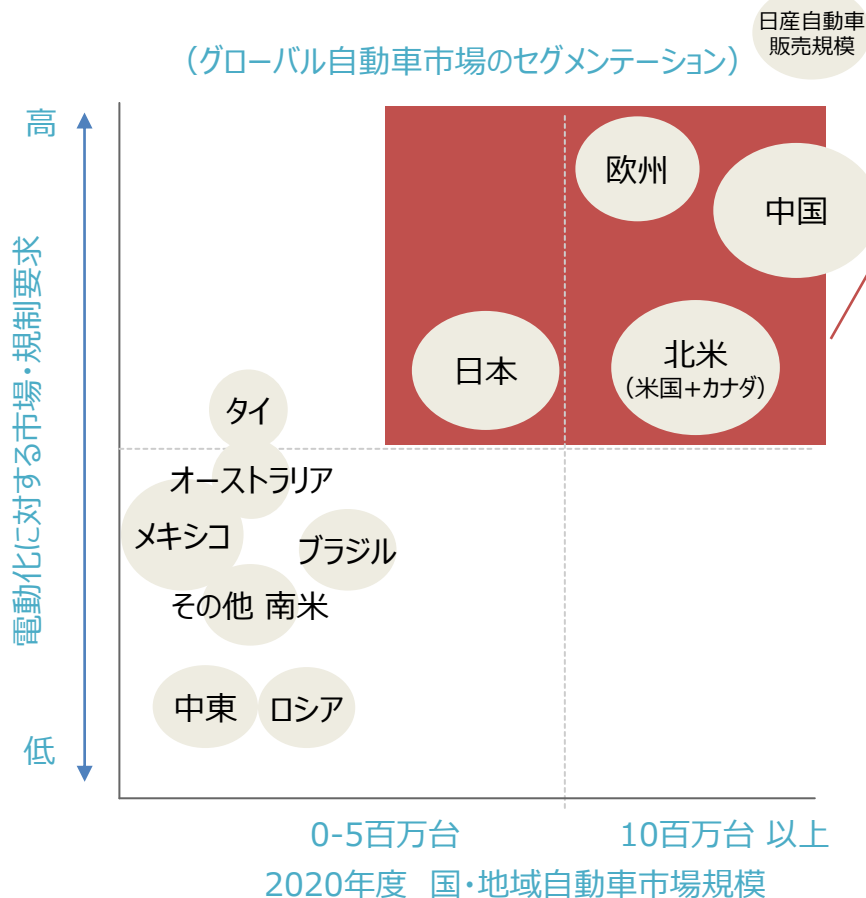 日産自動車
販売規模
（グローバル自動車市場のセグメンテーション）
高
電動化に対する市場・規制要求
低
欧州
中国
日本
北米
（米国+カナダ）
タイ
オーストラリア
メキシコ
ブラジル
その他 南米
中東
ロシア
0-5百万台
10百万台 以上
2020年度 国・地域自動車市場規模